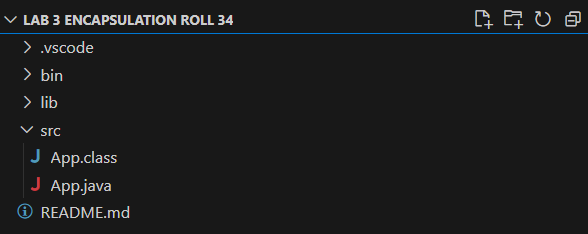 LAB 3 ENCAPSULATION ROLL 34
.vscode
bin
lib
src
J App.class
J App.java
README.md